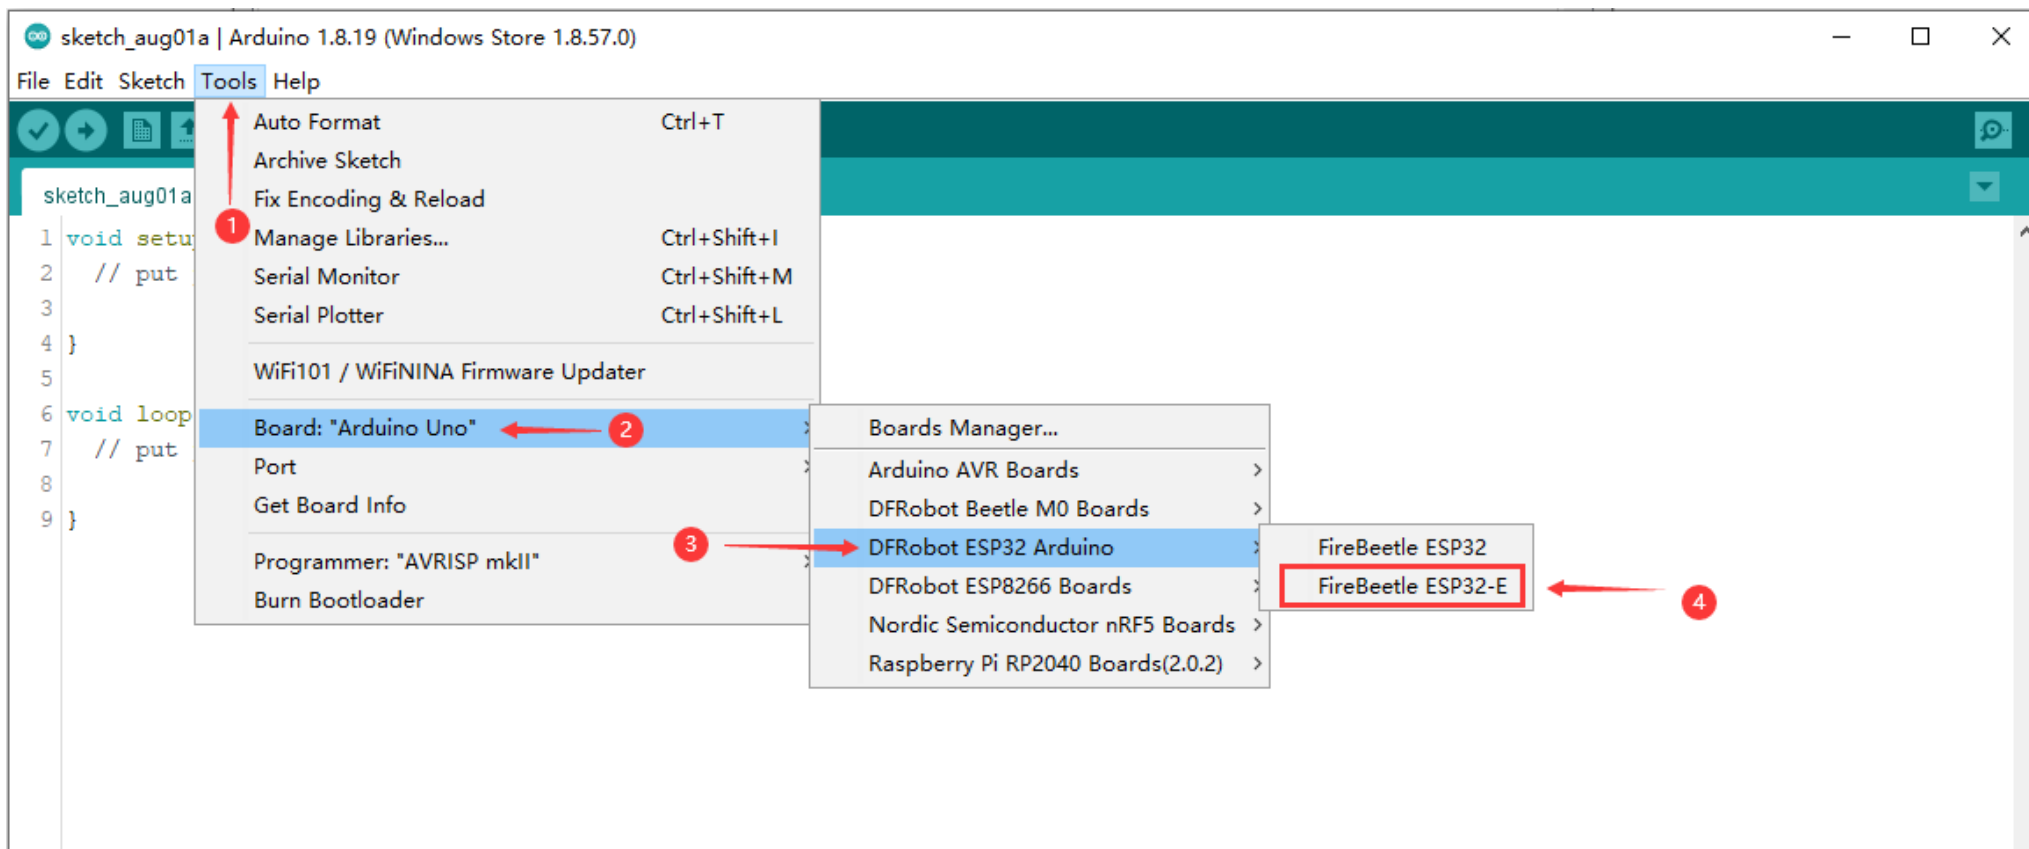 sketch_aug01a | Arduino 1.8.19 (Windows Store 1.8.57.0)
File Edit Sketch Tools Help
Auto Format Ctrl+T
Archive Sketch
sketch_aug01a
Fix Encoding & Reload
1
1 void setu
Manage Libraries... Ctrl+Shift+I
2 // put
Serial Monitor Ctrl+Shift+M
3
Serial Plotter Ctrl+Shift+L
4 }
5
WiFi101 / WiFiNINA Firmware Updater
6 void loop
Board: "Arduino Uno"
2
7 // put
Port
8
Get Board Info
9 }
Programmer: "AVRISP mkII"
Burn Bootloader
Boards Manager...
Arduino AVR Boards
DFRobot Beetle M0 Boards
3
DFRobot ESP32 Arduino
DFRobot ESP8266 Boards
Nordic Semiconductor nRF5 Boards
Raspberry Pi RP2040 Boards(2.0.2)
FireBeetle ESP32
FireBeetle ESP32-E
4